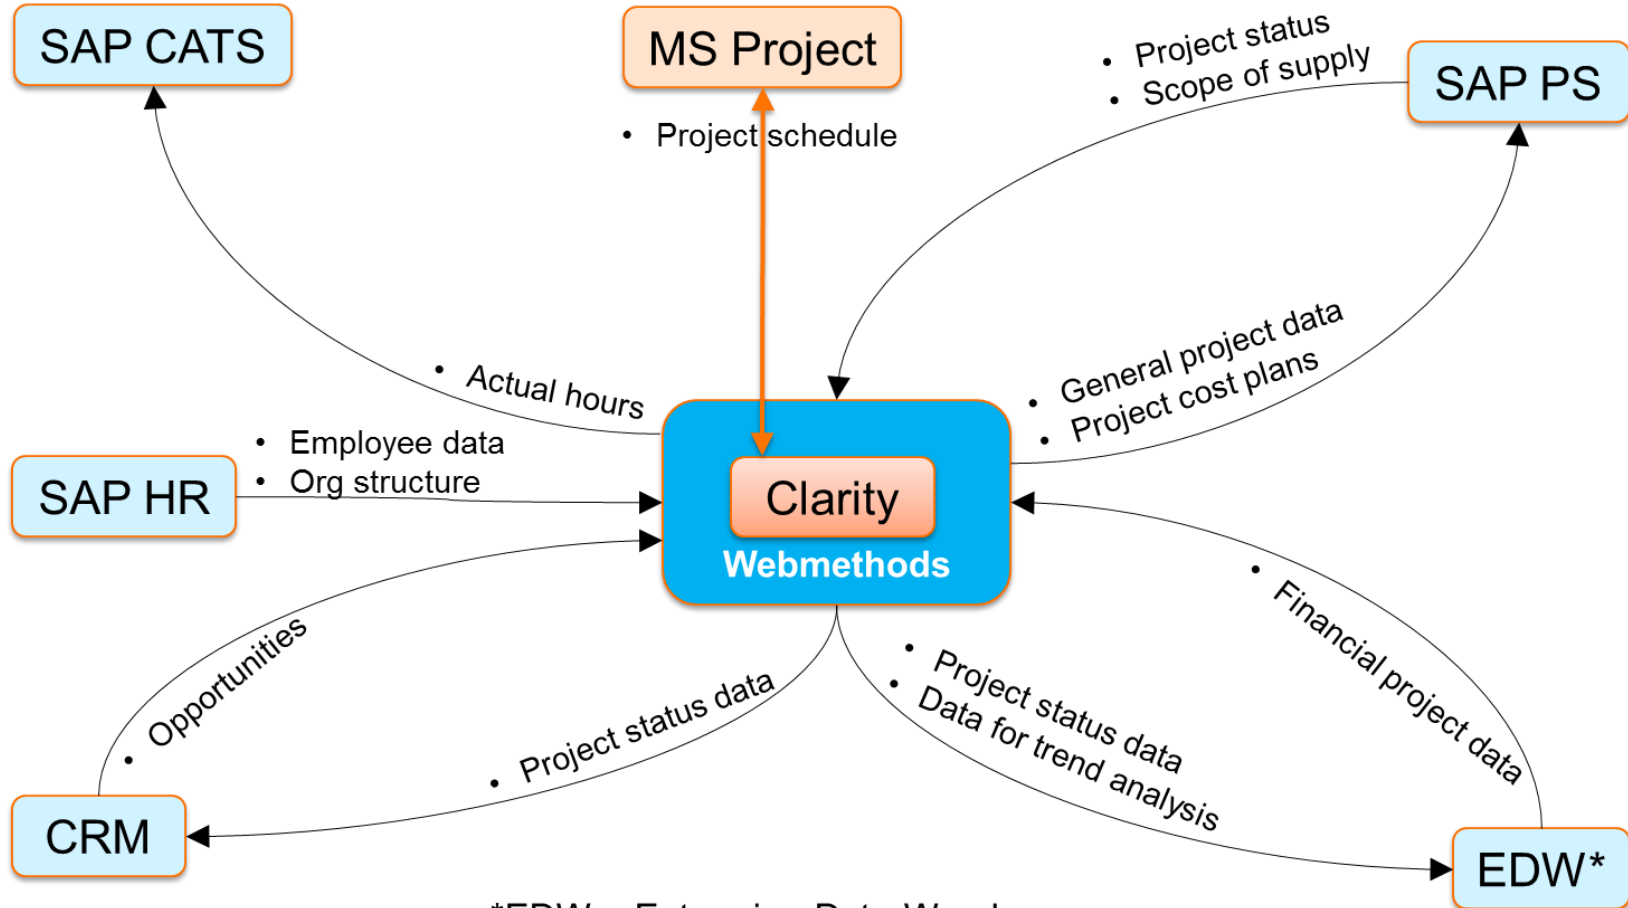 SAP CATS
MS Project
• Project status
• Scope of supply
SAP PS
• Project schedule
• General project data
• Project cost plans
• Actual hours
• Employee data
• Org structure
SAP HR
Clarity
Webmethods
• Financial project data
• Opportunities
• Project status data
• Project status data
• Data for trend analysis
CRM
EDW*